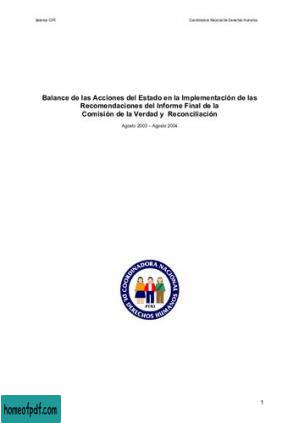 Balance CVR Coordinadora Nacional de Derechos Humanos
Balance de las Acciones del Estado en la Implementación de las
Recomendaciones del Informe Final de la
Comisión de la Verdad y Reconciliación
Agosto 2003 – Agosto 2004
COORDINADORA NACIONAL
DE DERECHOS HUMANOS
PERU
1
homeofpdf.com